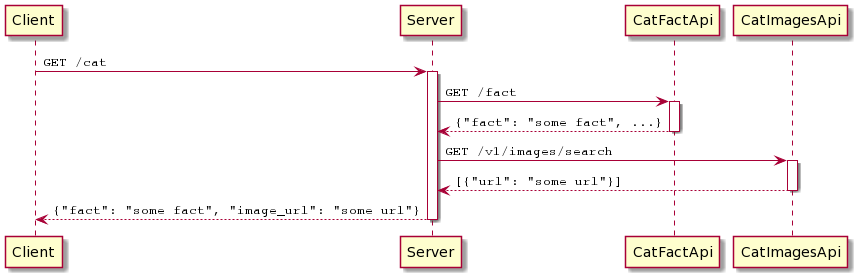 Client
Server
CatFactApi
CatImagesApi
GET /cat
GET /fact
{"fact": "some fact", ...}
GET /v1/images/search
[{"url": "some url"}]
{"fact": "some fact", "image_url": "some url"}
Client
Server
CatFactApi
CatImagesApi